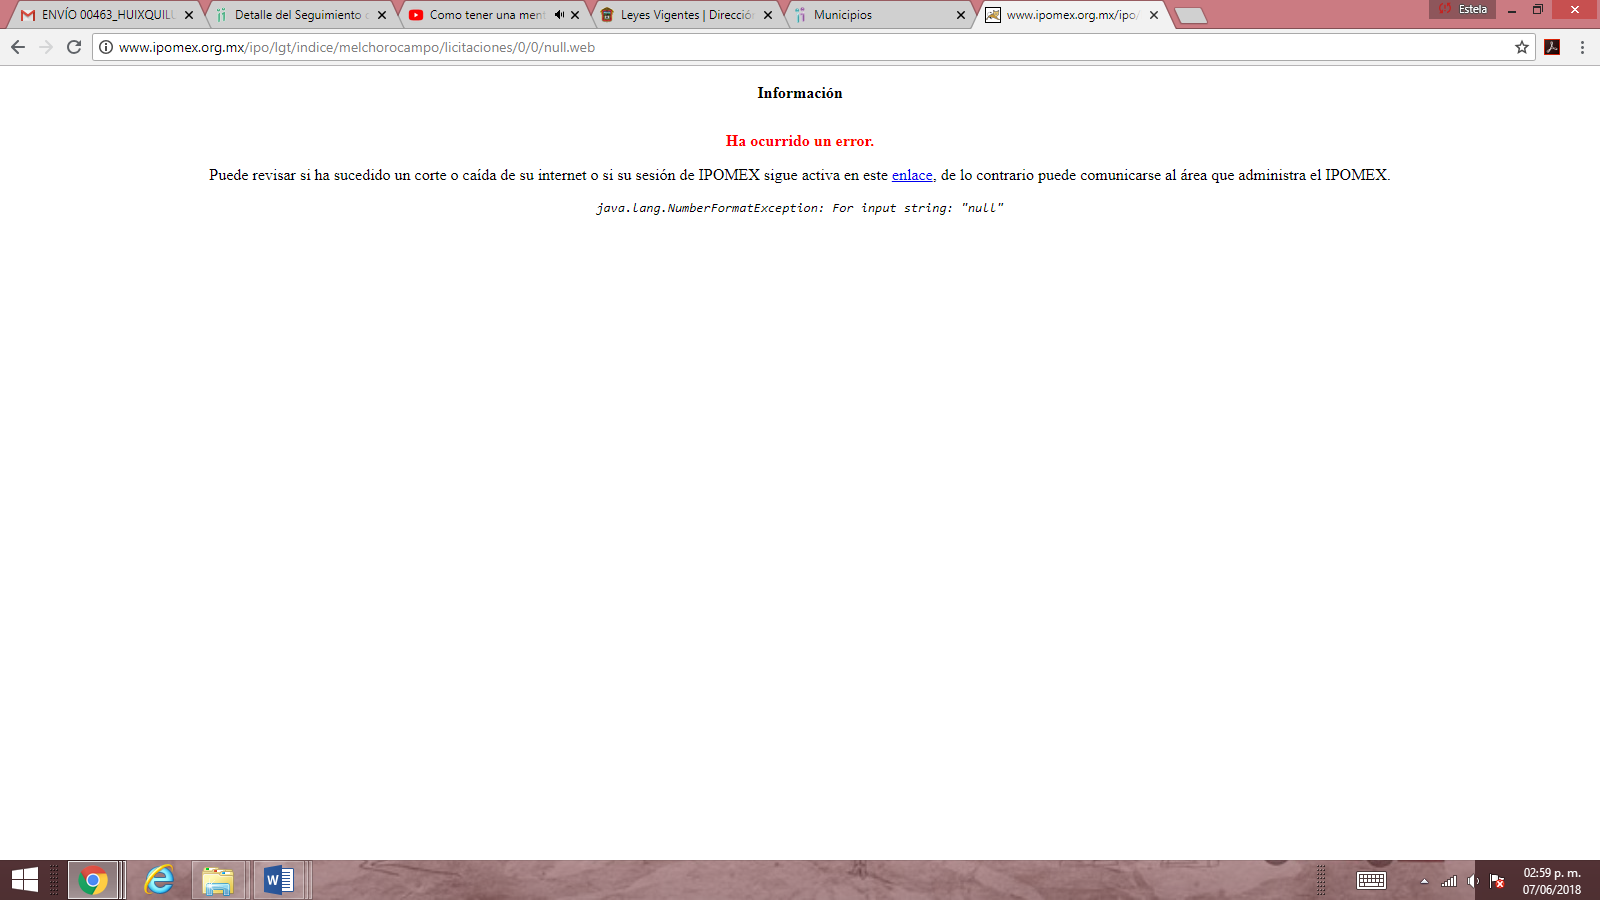 ENVÍO 00463_HUIXQUILU
Detalle del Seguimiento d
Como tener una ment
Leyes Vigentes | Dirección
Municipios
www.ipomex.org.mx/ipo/
Estela
www.ipomex.org.mx/ipo/lgt/indice/melchorocampo/licitaciones/0/0/null.web
Información
Ha ocurrido un error.
Puede revisar si ha sucedido un corte o caída de su internet o si su sesión de IPOMEX sigue activa en este enlace, de lo contrario puede comunicarse al área que administra el IPOMEX.
java.lang.NumberFormatException: For input string: "null"
02:59 p. m.
07/06/2018